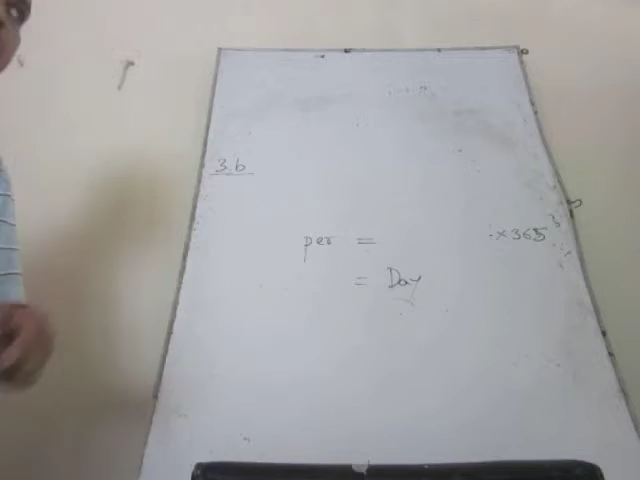 3.b
per = ×365
= Day